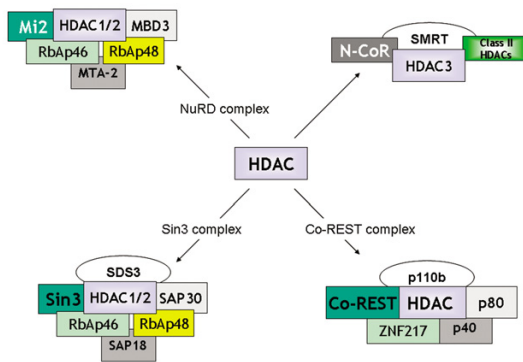 Mi2 HDAC1/2 MBD3
RbAp46 RbAp48
MTA-2
SMRT
N-CoR Class II
HDACs
HDAC3
NuRD complex
HDAC
Sin3 complex
Co-REST complex
SDS3
Sin3 HDAC1/2 SAP30
RbAp46 RbAp48
SAP18
p110b
Co-REST HDAC p80
ZNF217 p40